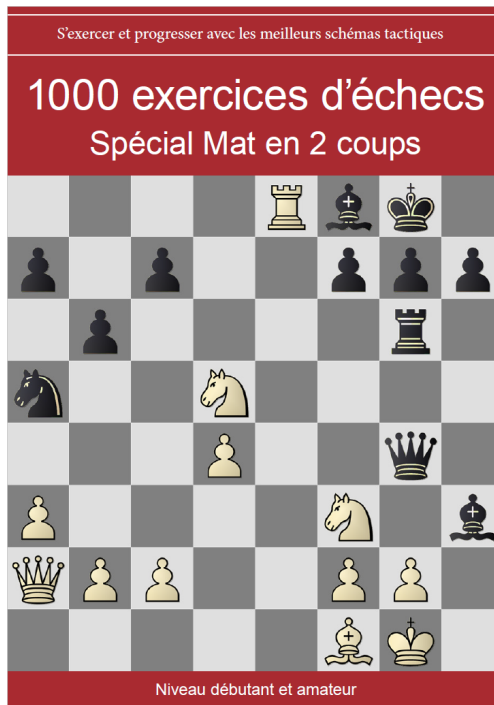 S'exercer et progresser avec les meilleurs schémas tactiques
1000 exercices d'échecs
Spécial Mat en 2 coups
Niveau débutant et amateur